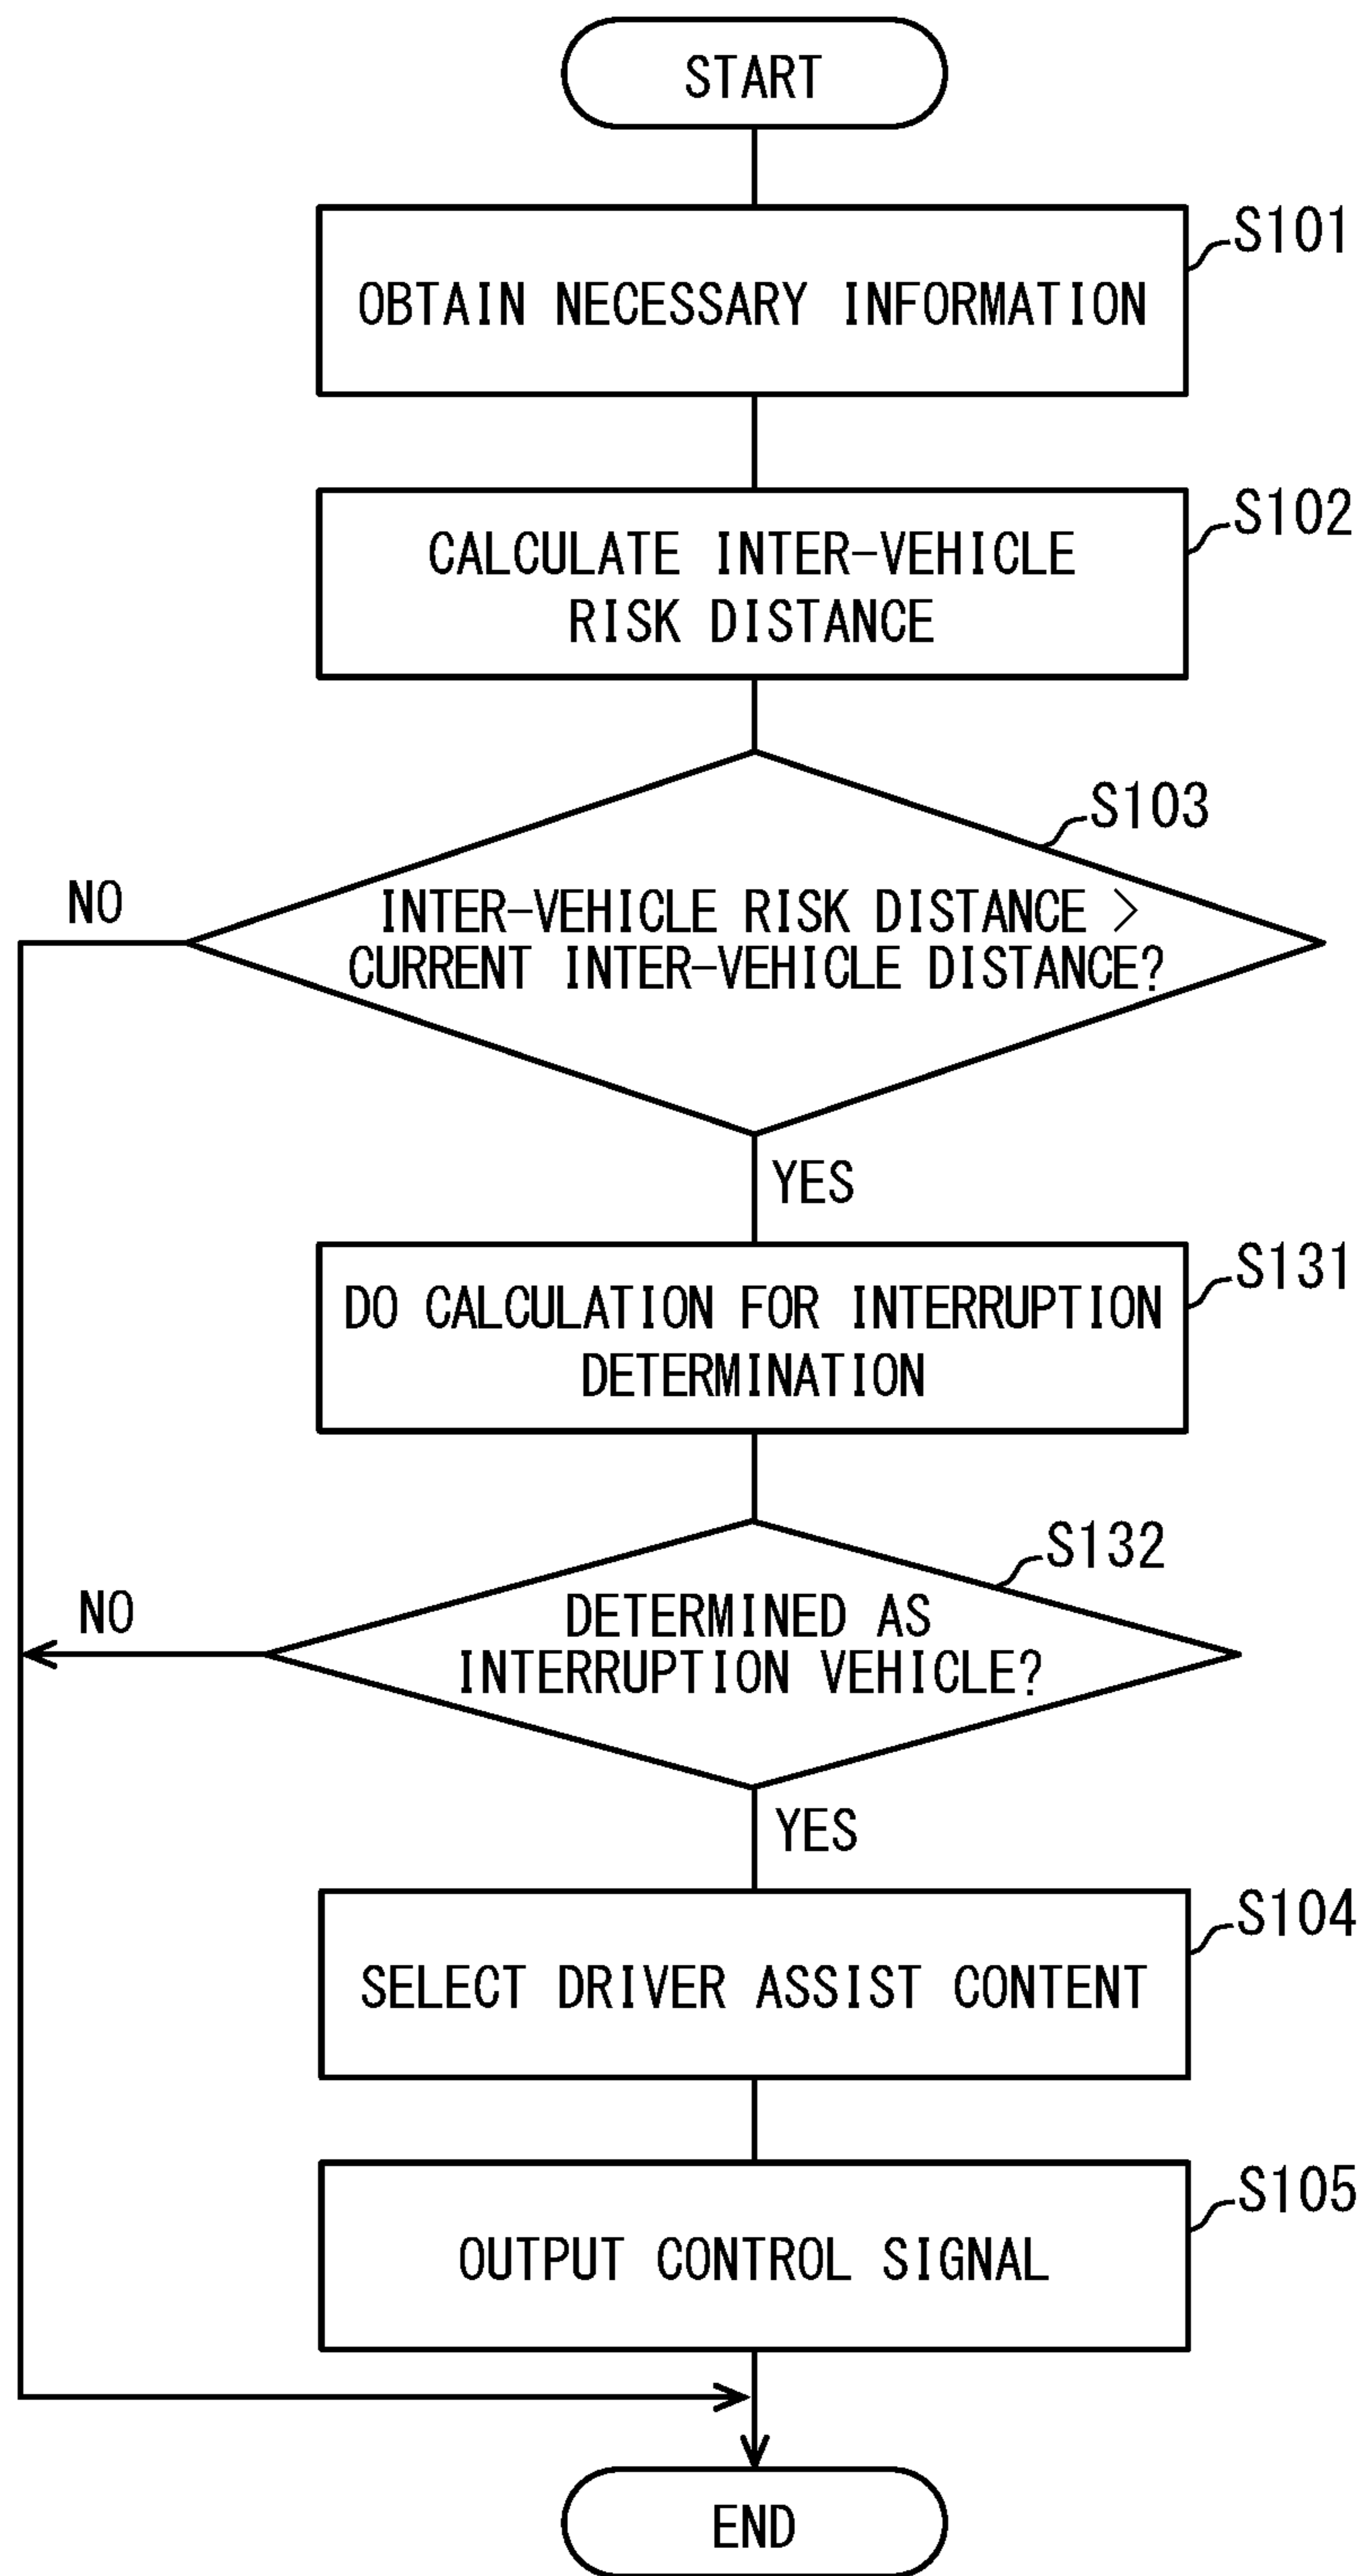 START
S101
OBTAIN NECESSARY INFORMATION
S102
CALCULATE INTER-VEHICLE
RISK DISTANCE
S103
NO
INTER-VEHICLE RISK DISTANCE >
CURRENT INTER-VEHICLE DISTANCE?
YES
S131
DO CALCULATION FOR INTERRUPTION
DETERMINATION
S132
NO
DETERMINED AS
INTERRUPTION VEHICLE?
YES
S104
SELECT DRIVER ASSIST CONTENT
S105
OUTPUT CONTROL SIGNAL
END